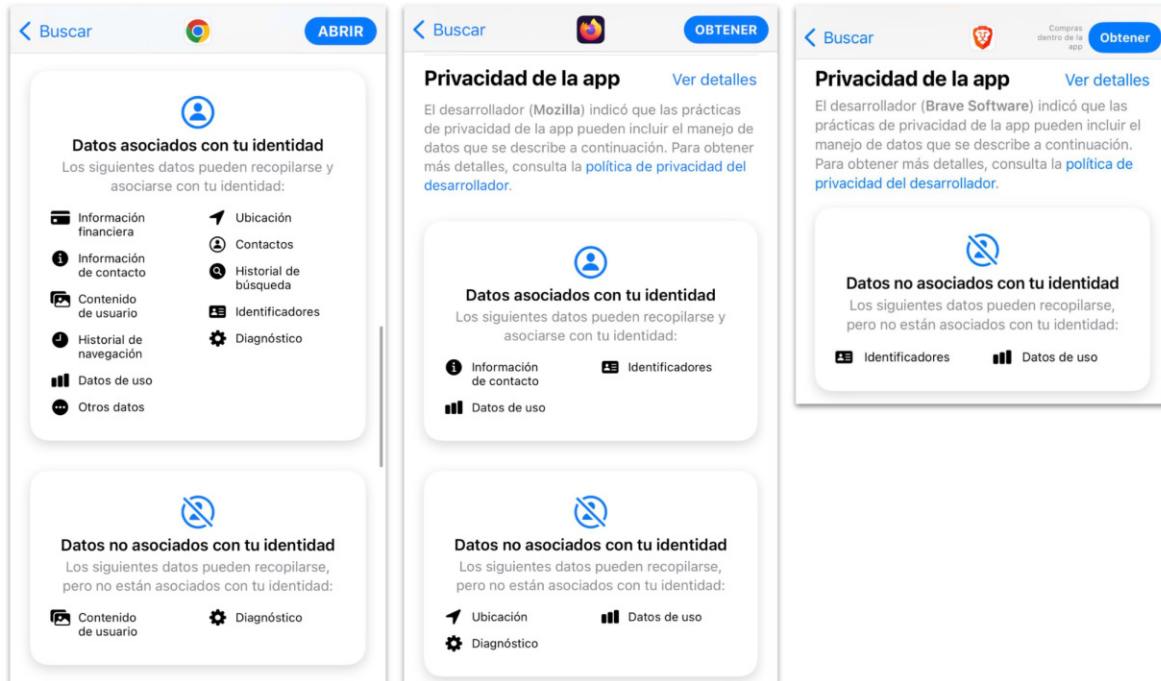 Buscar
ABRIR
Datos asociados con tu identidad
Los siguientes datos pueden recopilarse y
asociarse con tu identidad:
Información
financiera
Información
de contacto
Contenido
de usuario
Historial de
navegación
Datos de uso
Otros datos
Ubicación
Contactos
Historial de
búsqueda
Identificadores
Diagnóstico
Datos no asociados con tu identidad
Los siguientes datos pueden recopilarse,
pero no están asociados con tu identidad:
Contenido
de usuario
Diagnóstico
Buscar
OBTENER
Privacidad de la app
Ver detalles
El desarrollador (Mozilla) indicó que las prácticas
de privacidad de la app pueden incluir el manejo de
datos que se describe a continuación. Para obtener
más detalles, consulta la política de privacidad del
desarrollador.
Datos asociados con tu identidad
Los siguientes datos pueden recopilarse y
asociarse con tu identidad:
Información
de contacto
Identificadores
Datos de uso
Datos no asociados con tu identidad
Los siguientes datos pueden recopilarse,
pero no están asociados con tu identidad:
Ubicación
Datos de uso
Diagnóstico
Buscar
Compras
dentro de la
app
Obtener
Privacidad de la app
Ver detalles
El desarrollador (Brave Software) indicó que las
prácticas de privacidad de la app pueden incluir el
manejo de datos que se describe a continuación.
Para obtener más detalles, consulta la política de
privacidad del desarrollador.
Datos no asociados con tu identidad
Los siguientes datos pueden recopilarse,
pero no están asociados con tu identidad:
Identificadores
Datos de uso